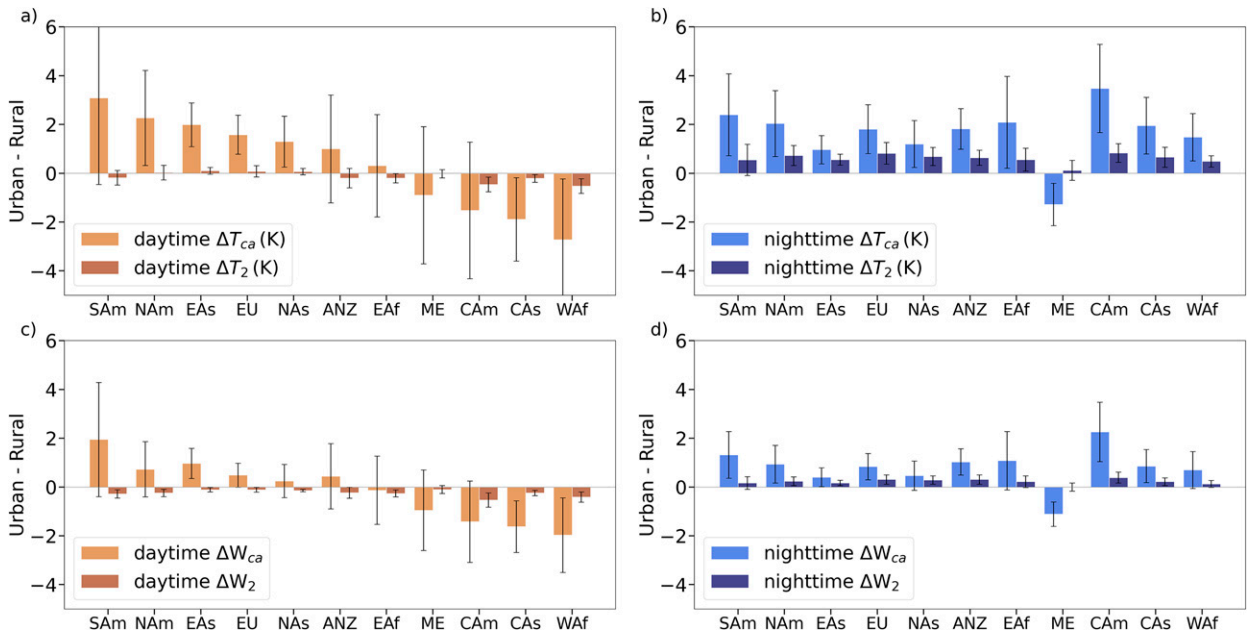 a)
6
4
2
0
−2
−4
Urban - Rural
daytime ΔT_ca (K)
daytime ΔT_2 (K)
SAm NAm EAs EU NAs ANZ EAf ME CAm CAs WAf
b)
6
4
2
0
−2
−4
Urban - Rural
nighttime ΔT_ca (K)
nighttime ΔT_2 (K)
SAm NAm EAs EU NAs ANZ EAf ME CAm CAs WAf
c)
6
4
2
0
−2
−4
Urban - Rural
daytime ΔW_ca
daytime ΔW_2
SAm NAm EAs EU NAs ANZ EAf ME CAm CAs WAf
d)
6
4
2
0
−2
−4
Urban - Rural
nighttime ΔW_ca
nighttime ΔW_2
SAm NAm EAs EU NAs ANZ EAf ME CAm CAs WAf